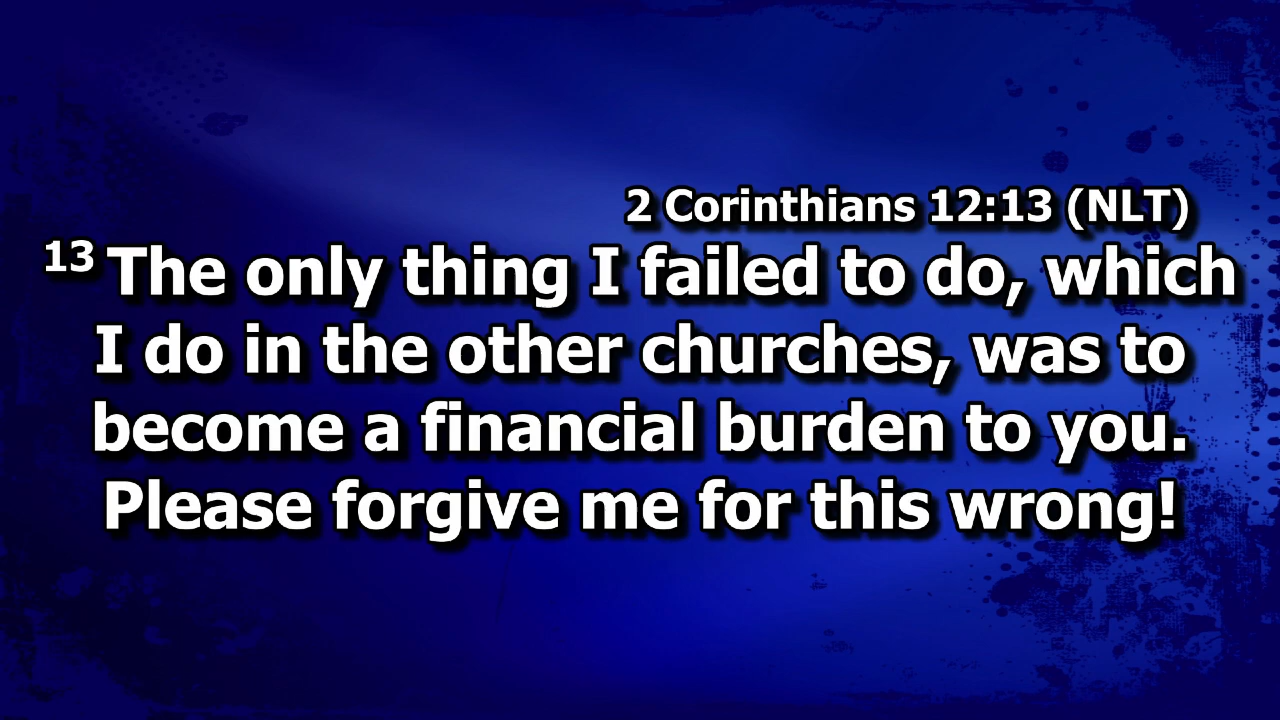 2 Corinthians 12:13 (NLT)
13 The only thing I failed to do, which
I do in the other churches, was to
become a financial burden to you.
Please forgive me for this wrong!